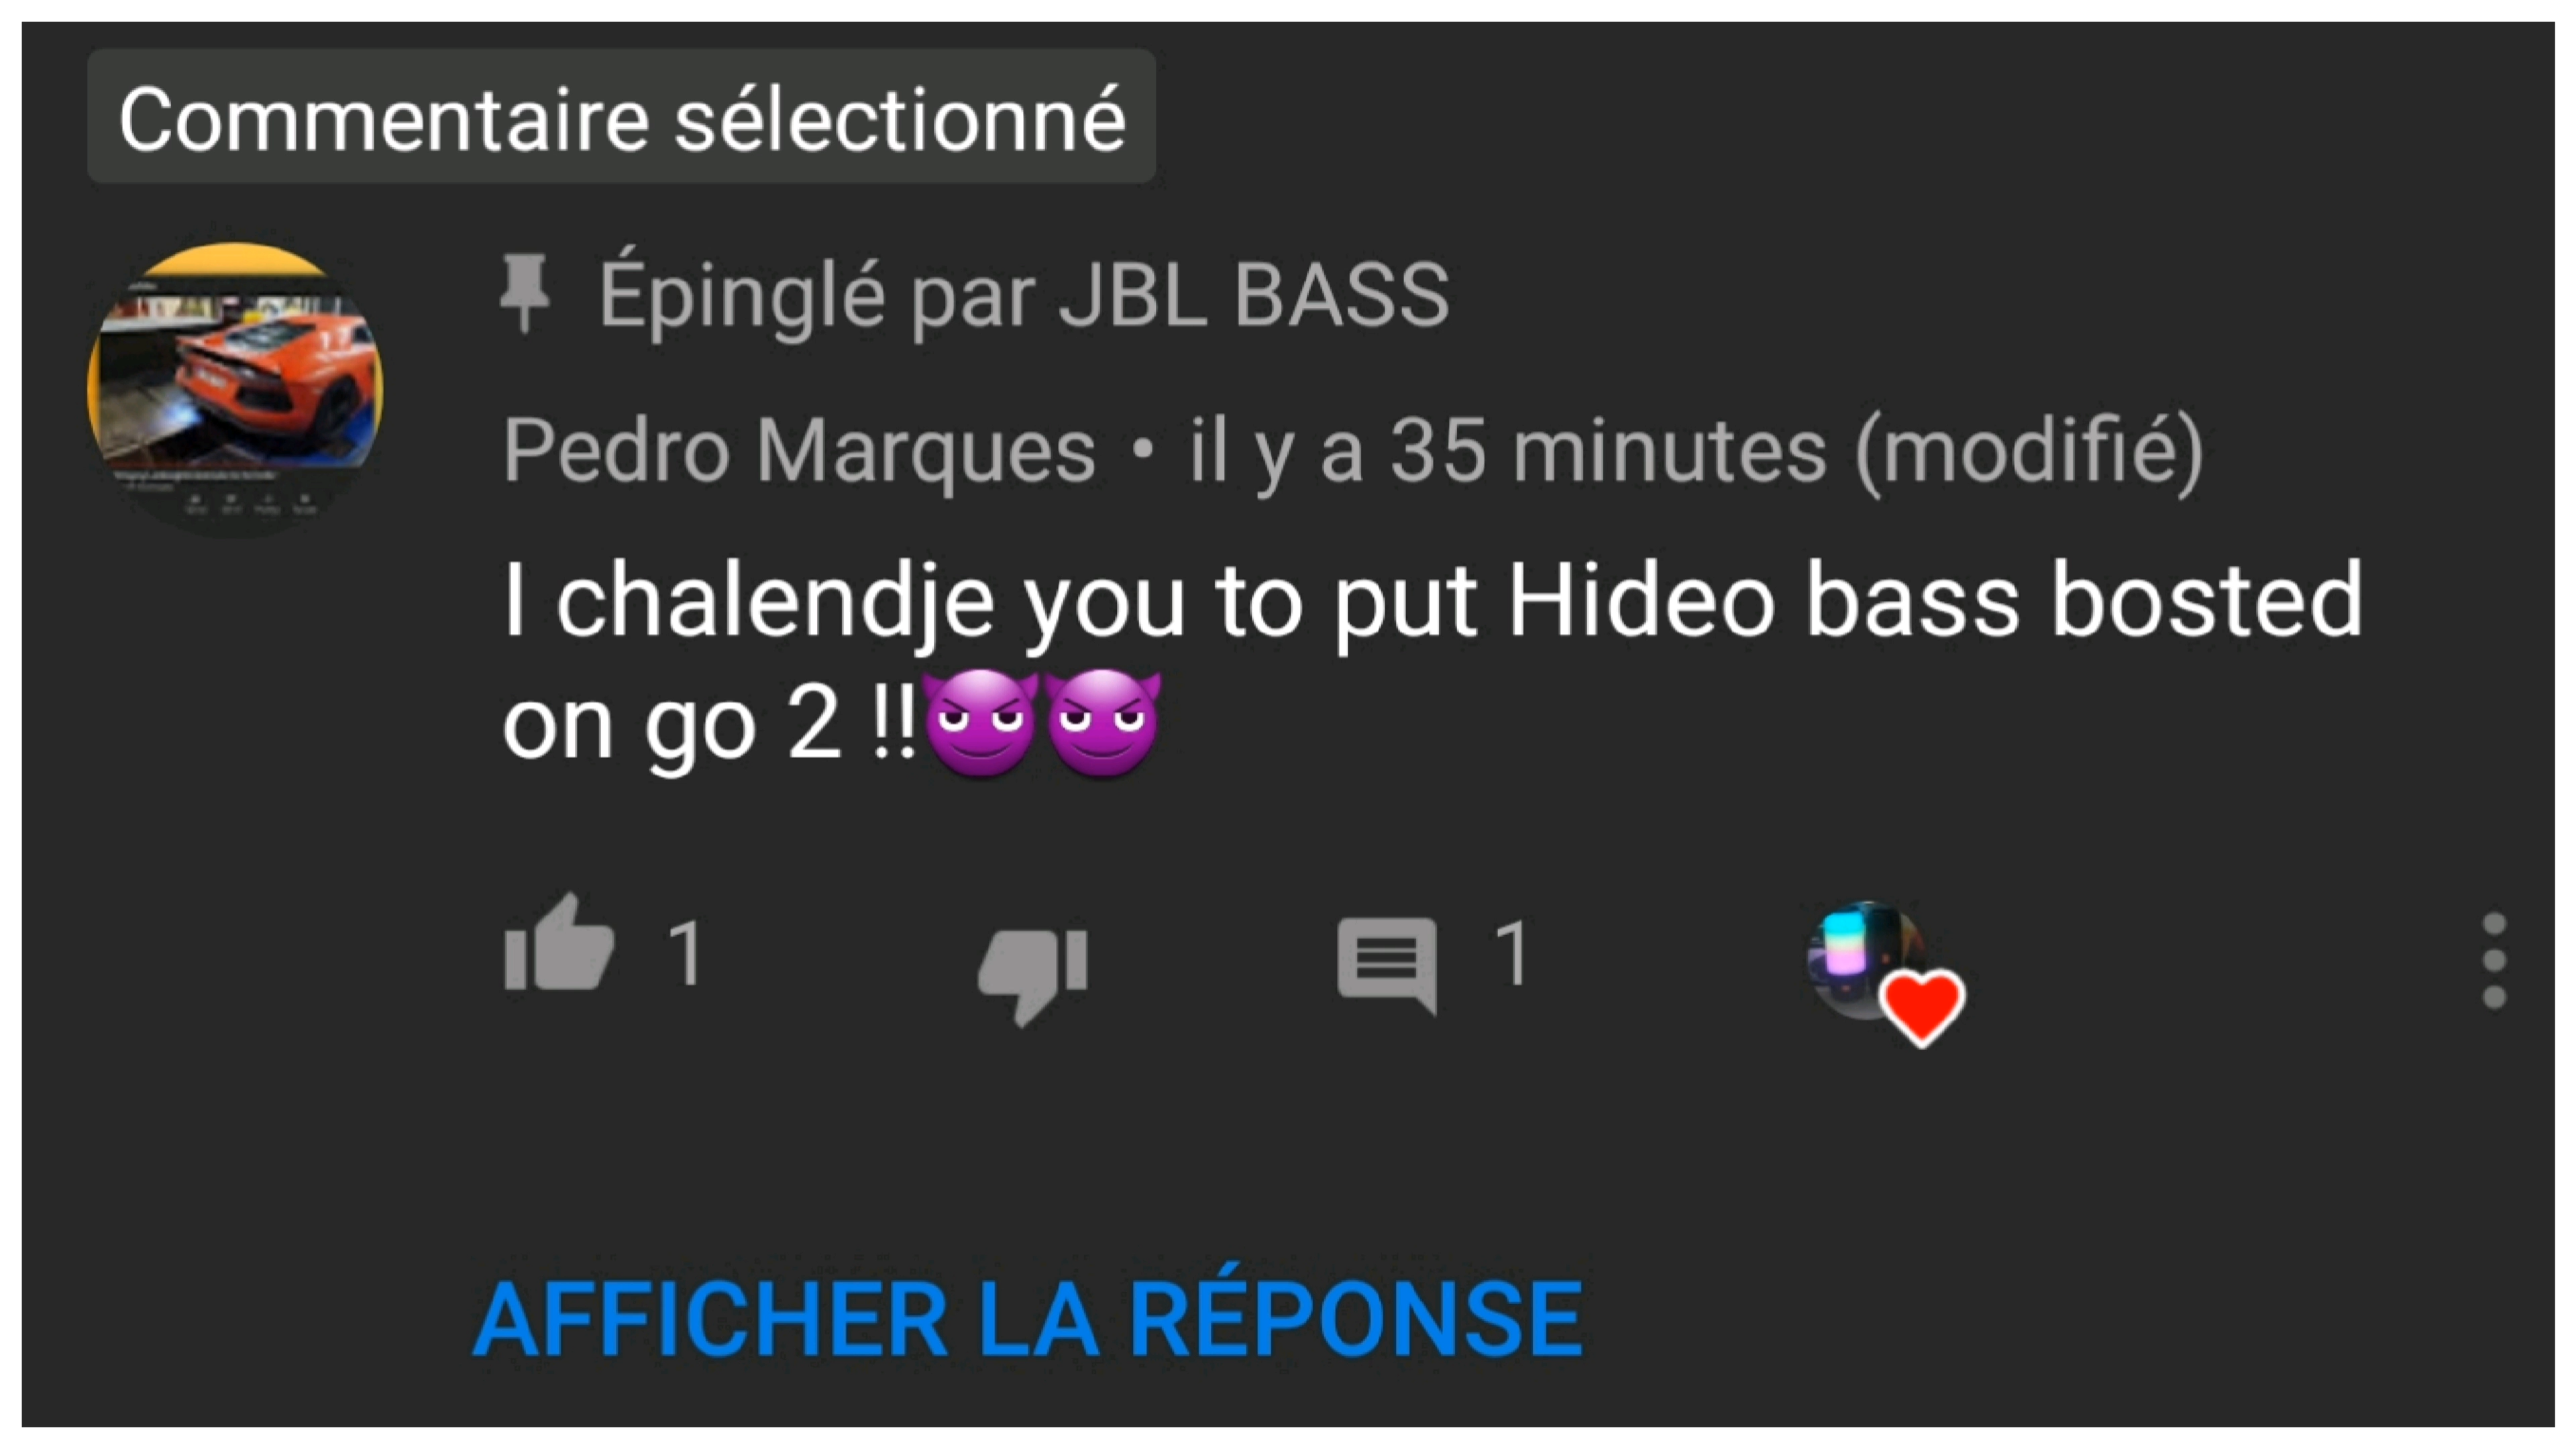 Commentaire sélectionné
Épinglé par JBL BASS
Pedro Marques • il y a 35 minutes (modifié)
I chalendje you to put Hideo bass bosted
on go 2 !!😈😈
1 1
AFFICHER LA RÉPONSE